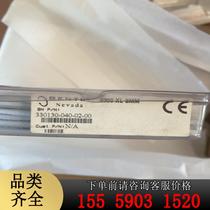 BENTLY 3300 XL 8MM
Nevada
BN P/N:
330130-040-02-00
Cust P/N: N/A
CE
品类
齐全
下单前请咨询客服报价
155 5903 1520